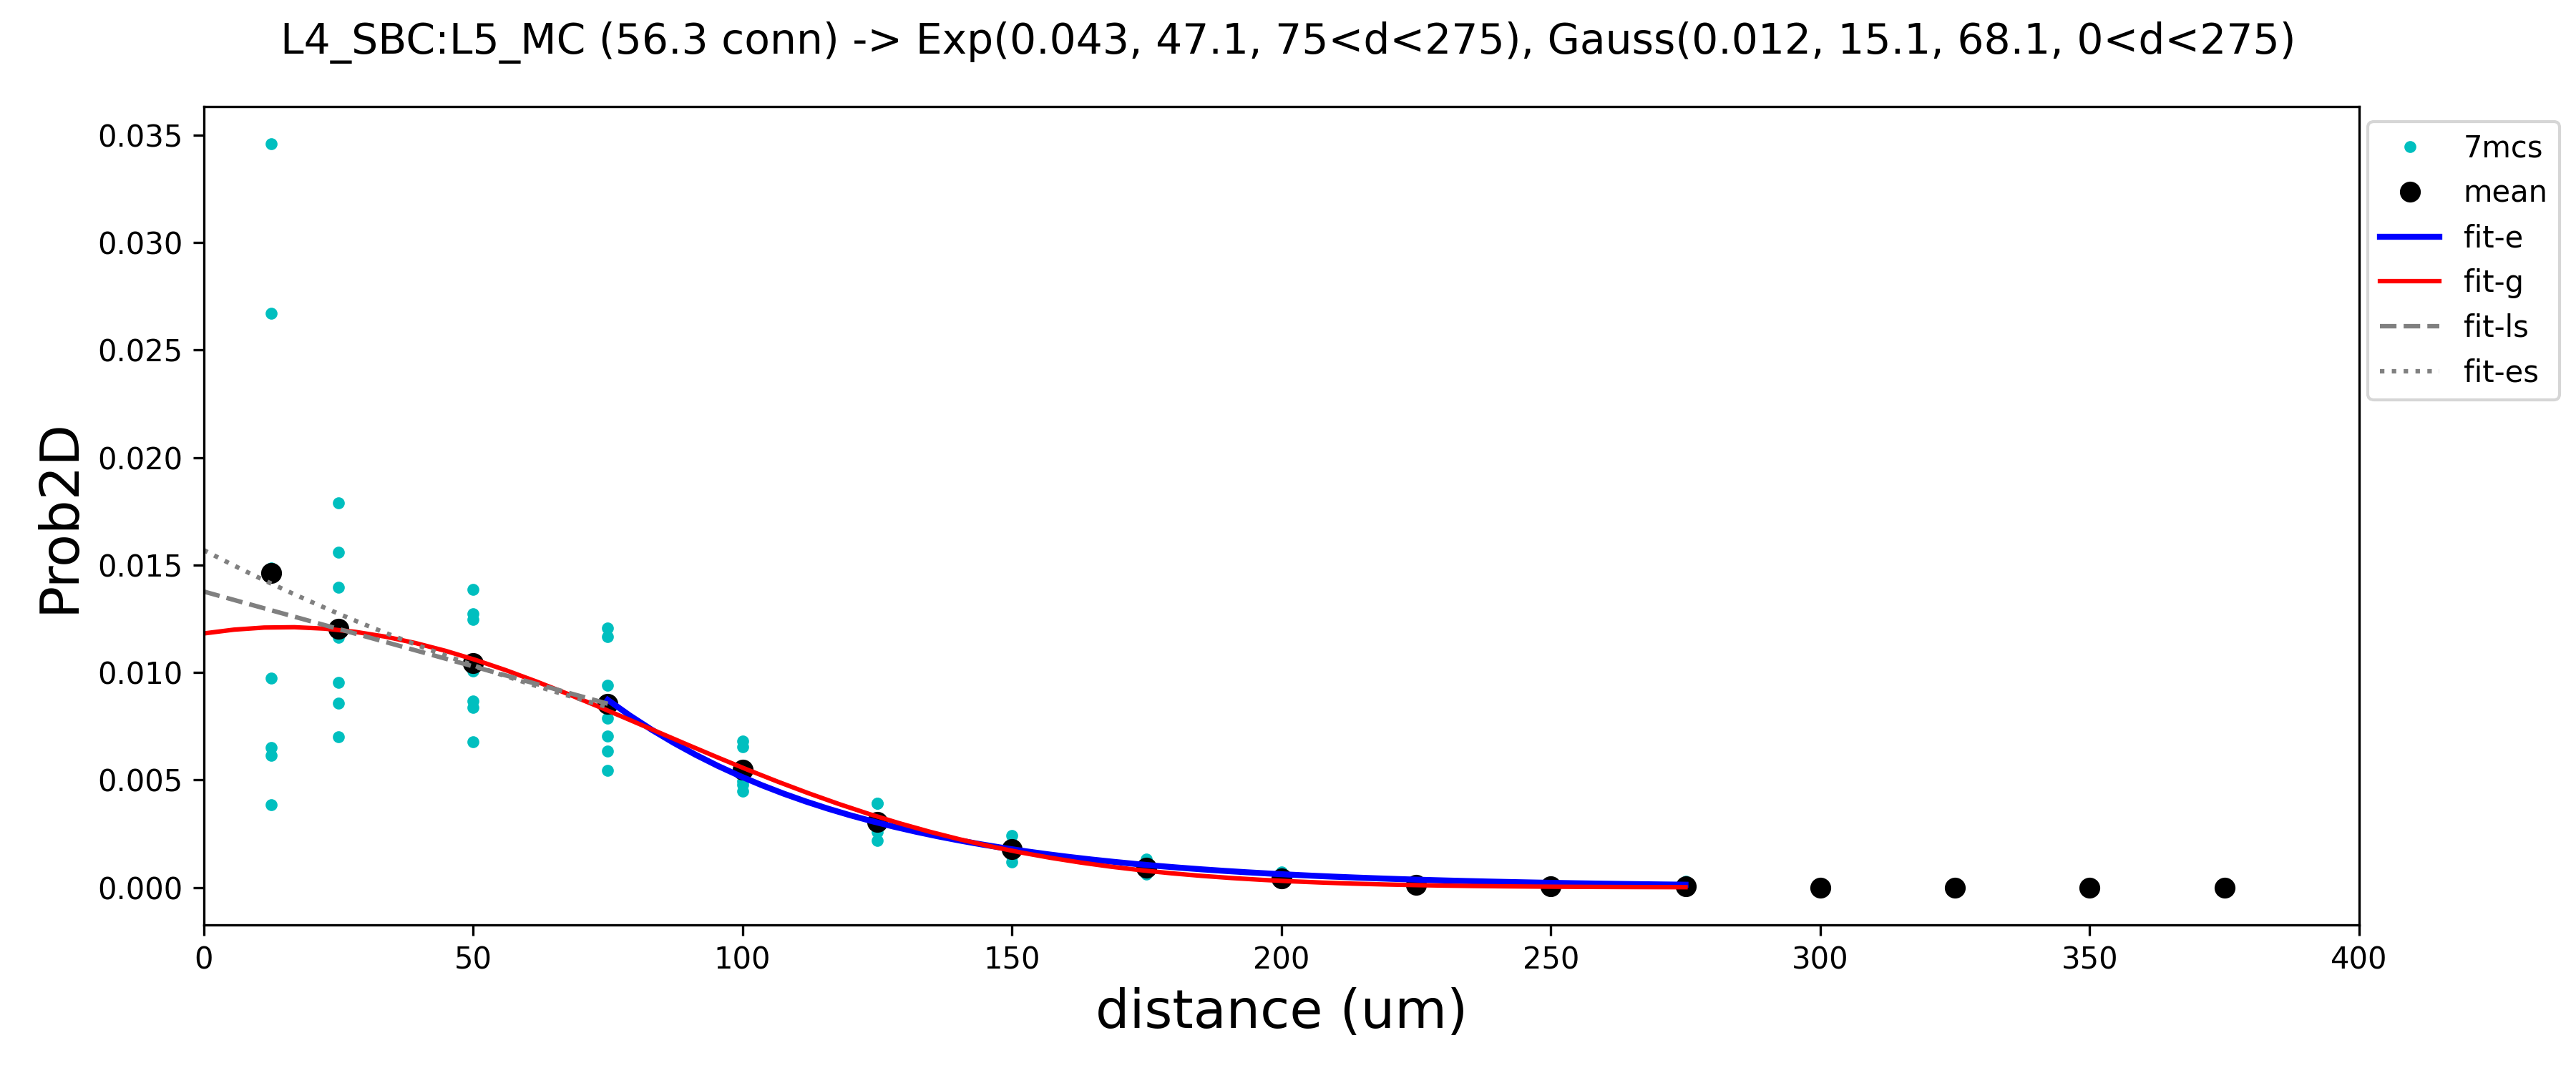 L4_SBC:L5_MC (56.3 conn) -> Exp(0.043, 47.1, 75<d<275), Gauss(0.012, 15.1, 68.1, 0<d<275)
0.035
0.030
0.025
0.020
0.015
0.010
0.005
0.000
Prob2D
0 50 100 150 200 250 300 350 400
distance (um)
7mcs
mean
fit-e
fit-g
fit-ls
fit-es